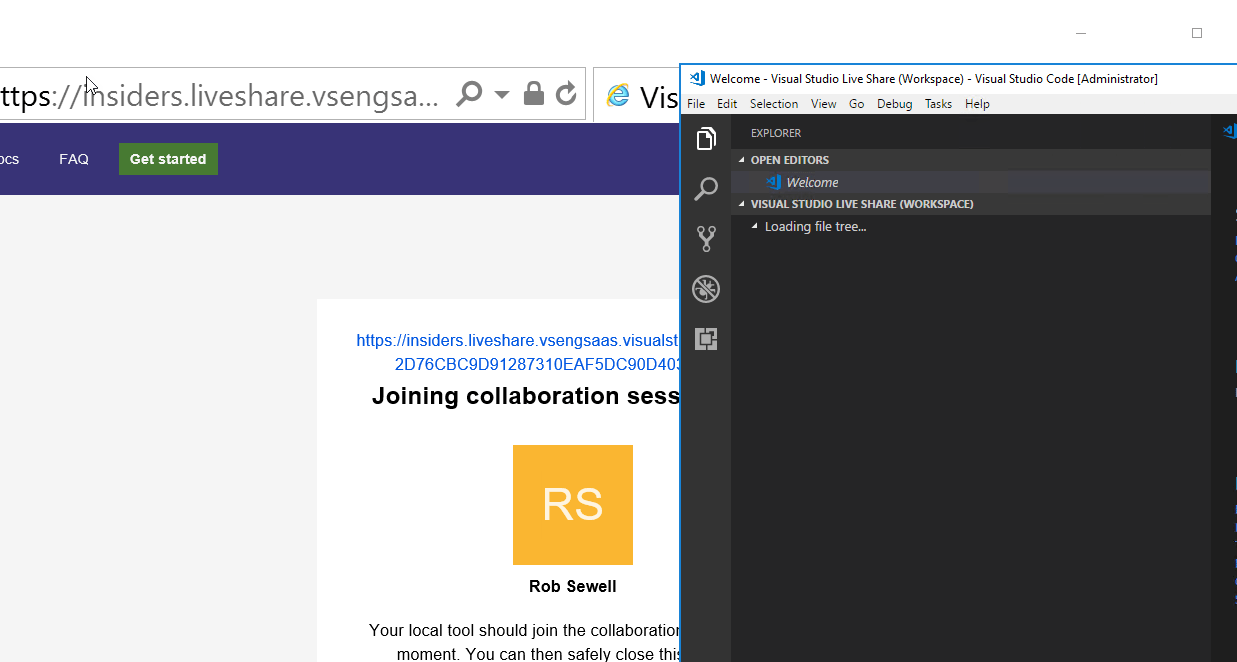 ttps://insiders.liveshare.vsengsa...
Vis
ocs
FAQ
Get started
https://insiders.liveshare.vsengsaas.visualst
2D76CBC9D91287310EAF5DC90D403
Joining collaboration sess
RS
Rob Sewell
Your local tool should join the collaboration
moment. You can then safely close this
Welcome - Visual Studio Live Share (Workspace) - Visual Studio Code [Administrator]
File Edit Selection View Go Debug Tasks Help
EXPLORER
OPEN EDITORS
Welcome
VISUAL STUDIO LIVE SHARE (WORKSPACE)
Loading file tree...